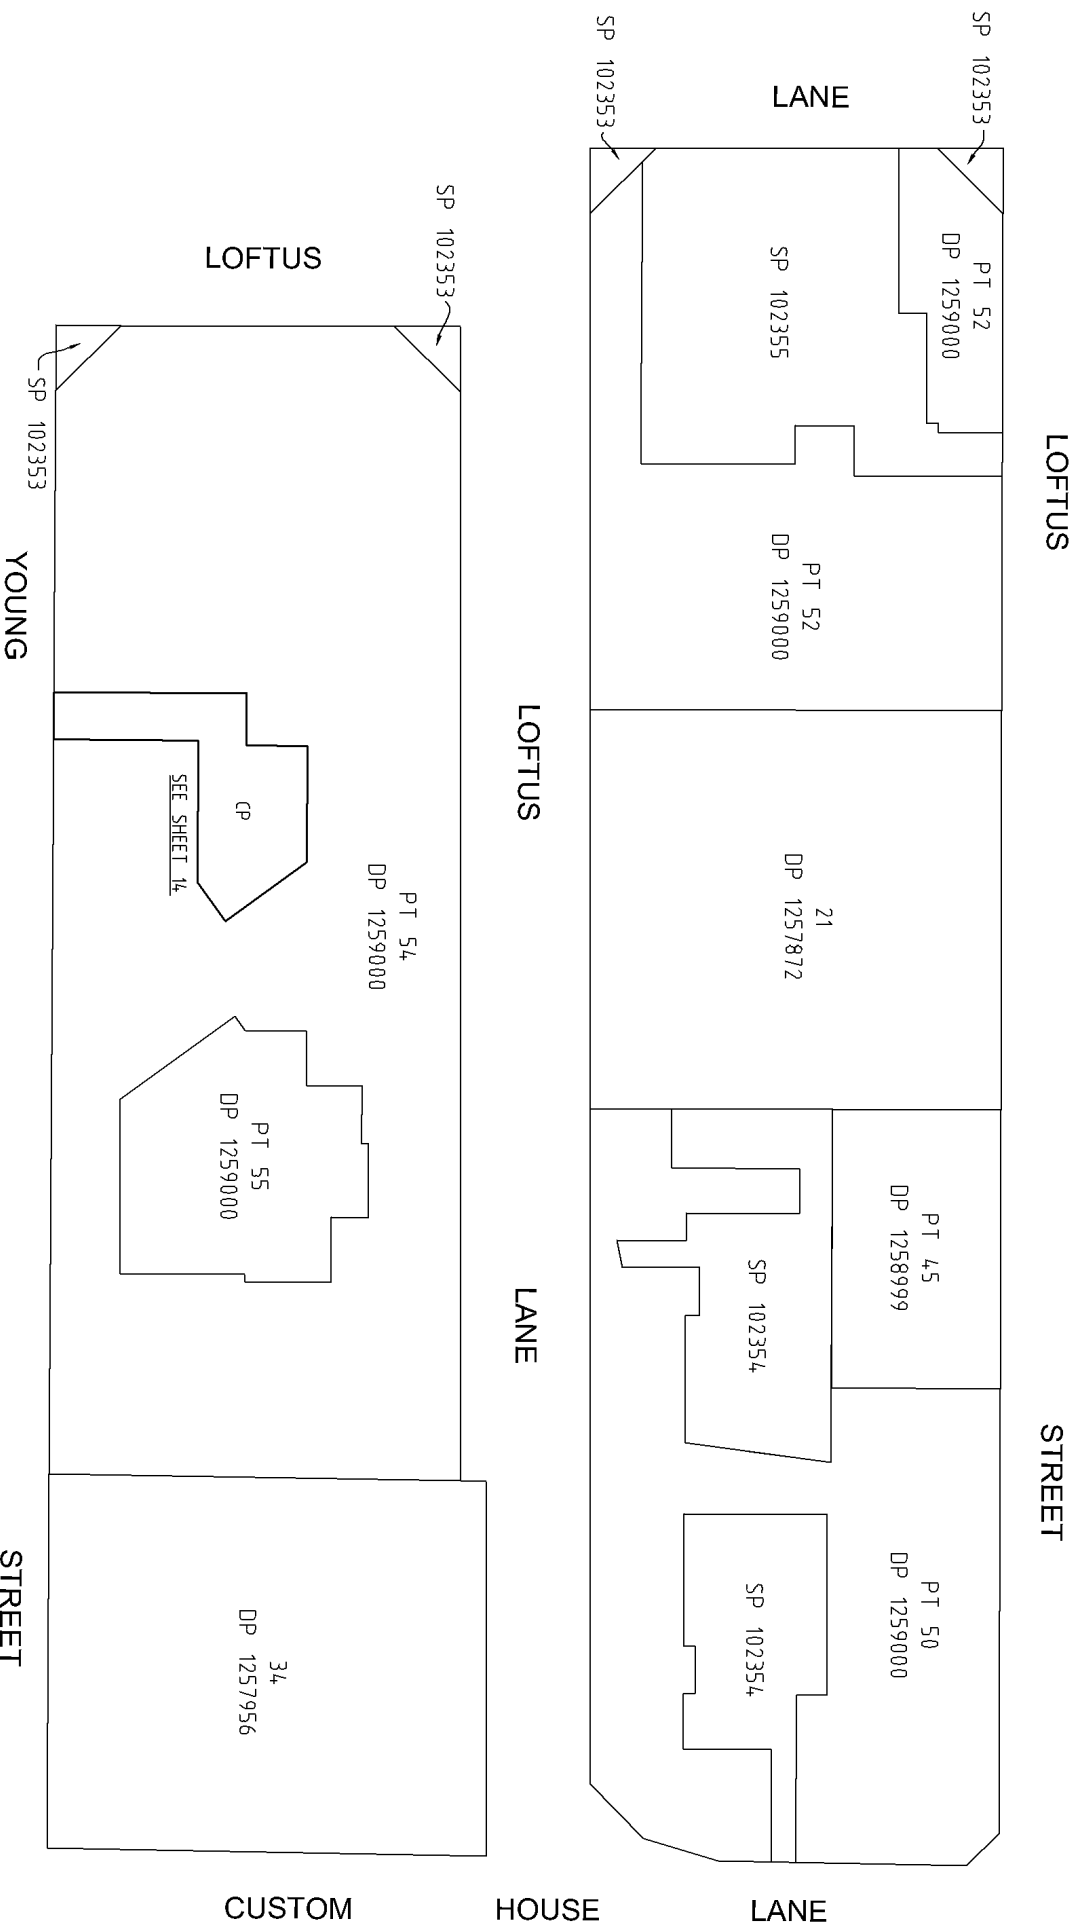 SP 102353
SP 102353
LANE
PT 52
DP 1259000
SP 102355
LOFTUS
PT 52
DP 1259000
21
DP 1257872
PT 45
DP 1258999
SP 102354
STREET
PT 50
DP 1259000
SP 102354
LOFTUS
LANE
SP 102353
LOFTUS
SP 102353
YOUNG
CP
SEE SHEET 14
PT 54
DP 1259000
PT 55
DP 1259000
34
DP 1257956
STREET
CUSTOM
HOUSE
LANE